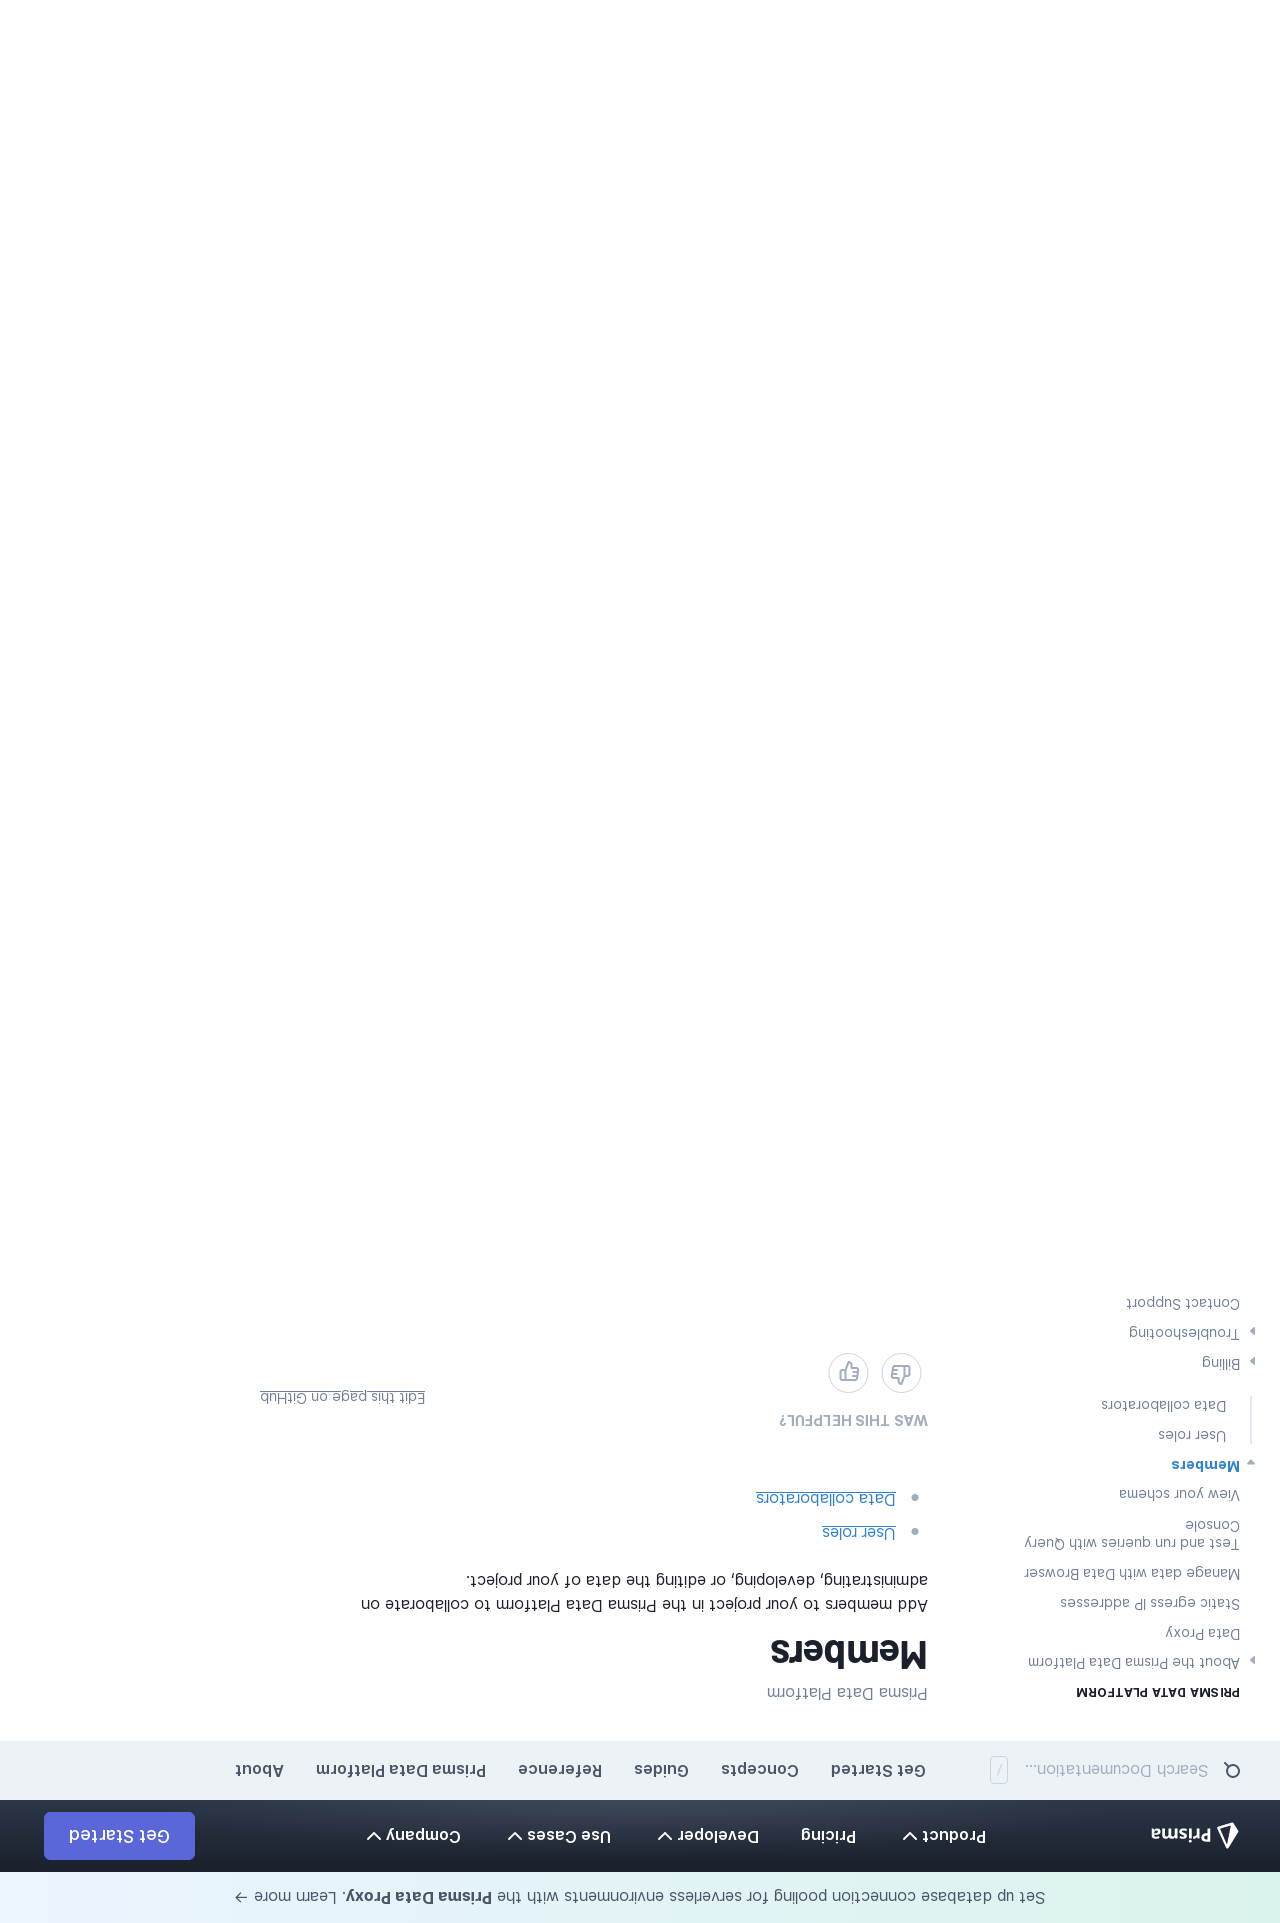 Set up database connection pooling for serverless environments with the Prisma Data Proxy. Learn more →
Prisma
Product
Pricing
Developer
Use Cases
Company
Get Started
Search Documentation...
/
Get Started
Concepts
Guides
Reference
Prisma Data Platform
About
PRISMA DATA PLATFORM
About the Prisma Data Platform
Data Proxy
Static egress IP addresses
Manage data with Data Browser
Test and run queries with Query
Console
View your schema
Members
User roles
Data collaborators
Billing
Troubleshooting
Contact Support
Prisma Data Platform
Members
Add members to your project in the Prisma Data Platform to collaborate on
administrating, developing, or editing the data of your project.
User roles
Data collaborators
WAS THIS HELPFUL?
Edit this page on GitHub